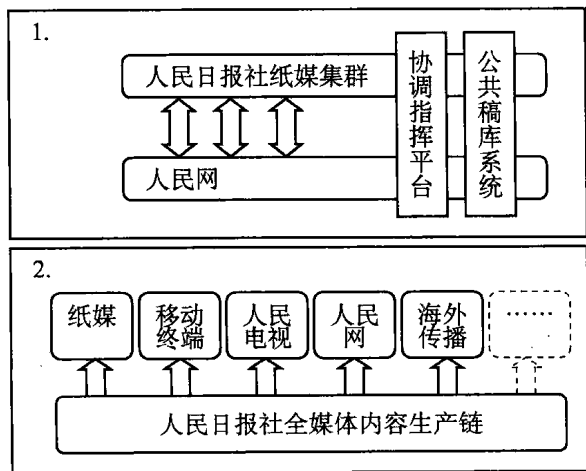 1.
人民日报社纸媒集群
人民网
协调指挥平台
公共稿库系统
2.
纸媒
移动
终端
人民
电视
人民
网
海外
传播
……
人民日报社全媒体内容生产链